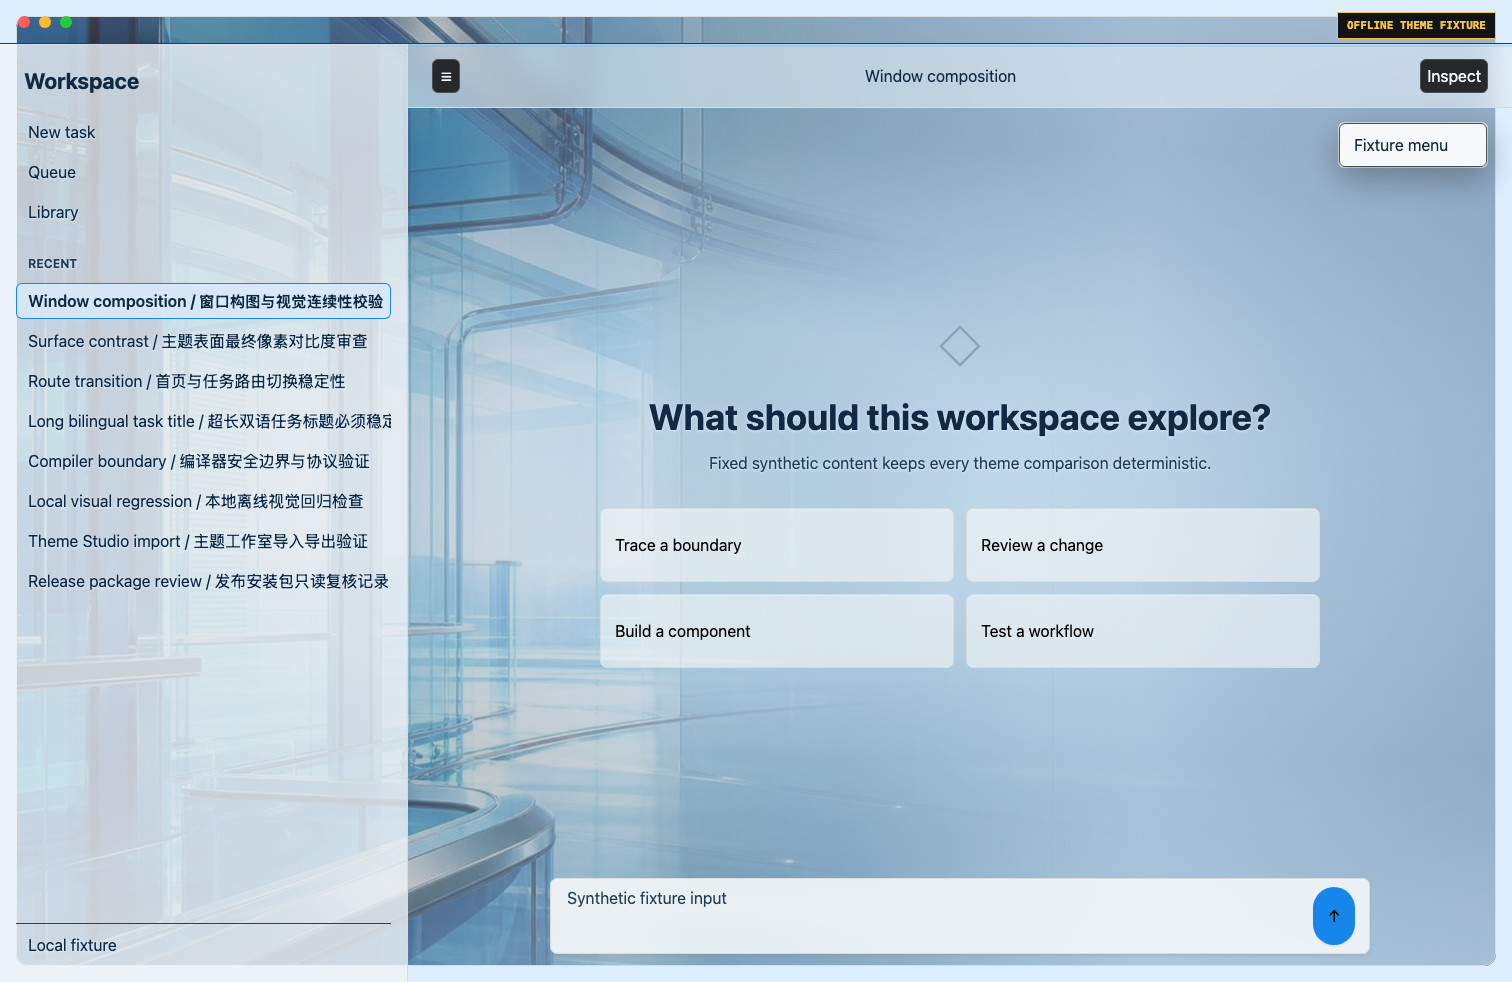 OFFLINE THEME FIXTURE
Workspace
Window composition
Inspect
Fixture menu
New task
Queue
Library
RECENT
Window composition / 窗口构图与视觉连续性校验
Surface contrast / 主题表面最终像素对比度审查
Route transition / 首页与任务路由切换稳定性
Long bilingual task title / 超长双语任务标题必须稳定
Compiler boundary / 编译器安全边界与协议验证
Local visual regression / 本地离线视觉回归检查
Theme Studio import / 主题工作室导入导出验证
Release package review / 发布安装包只读复核记录
Local fixture
What should this workspace explore?
Fixed synthetic content keeps every theme comparison deterministic.
Trace a boundary
Review a change
Build a component
Test a workflow
Synthetic fixture input